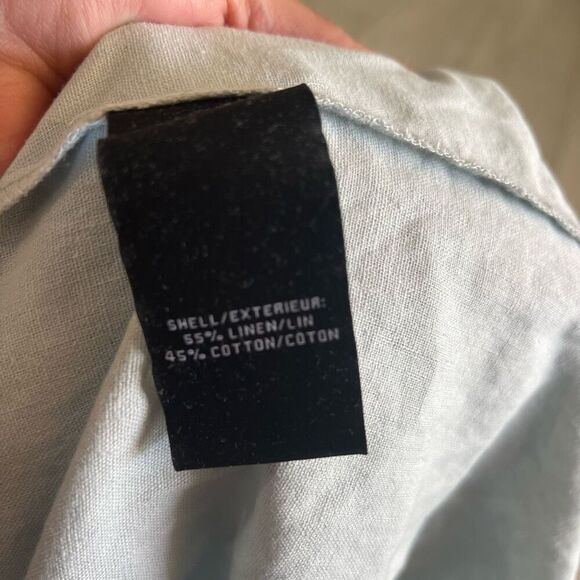 SHELL/EXTERIEUR:
55% LINEN/LIN
45% COTTON/COTON